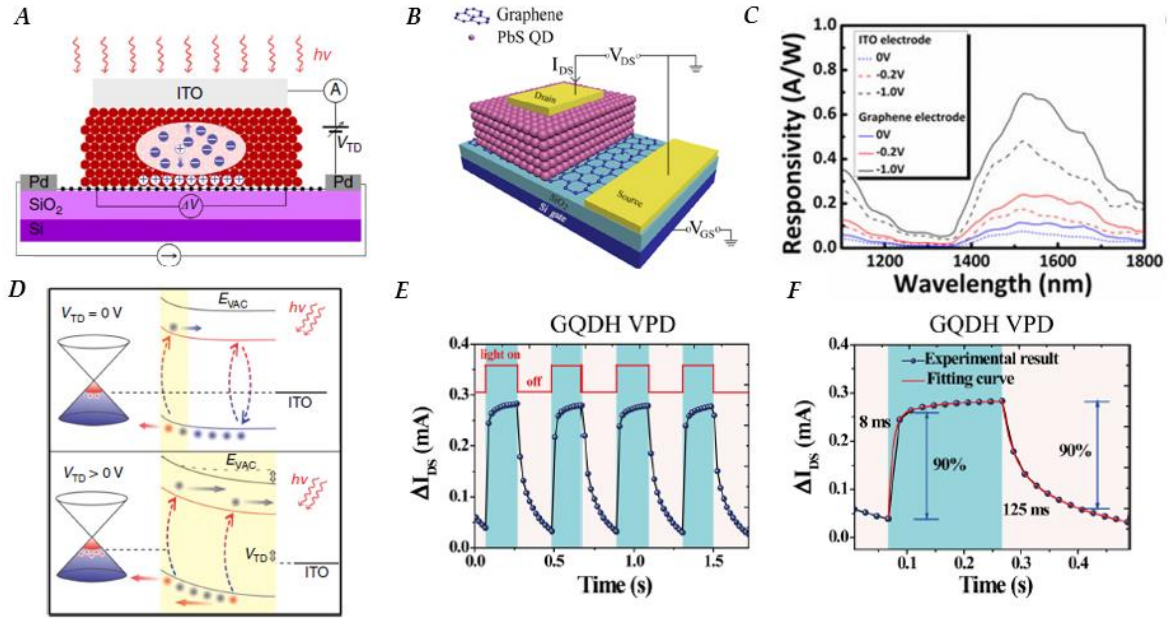 A
hν
ITO
A
V_TD
Pd
Pd
ΔV
SiO₂
Si
B
Graphene
PbS QD
I_DS
V_DS
Drain
Source
SiO₂
Si gate
V_GS
C
Responsivity (A/W)
1.0
0.8
0.6
0.4
0.2
0.0
ITO electrode
0V
-0.2V
-1.0V
Graphene electrode
0V
-0.2V
-1.0V
1200 1400 1600 1800
Wavelength (nm)
D
V_TD = 0 V
E_VAC
hν
ITO
V_TD > 0 V
E_VAC
hν
V_TD
ITO
E
GQDH VPD
ΔI_DS (mA)
0.4
0.3
0.2
0.1
0.0
light on
off
0.0 0.5 1.0 1.5
Time (s)
F
GQDH VPD
ΔI_DS (mA)
0.4
0.3
0.2
0.1
0.0
Experimental result
Fitting curve
8 ms
90%
90%
125 ms
0.1 0.2 0.3 0.4
Time (s)